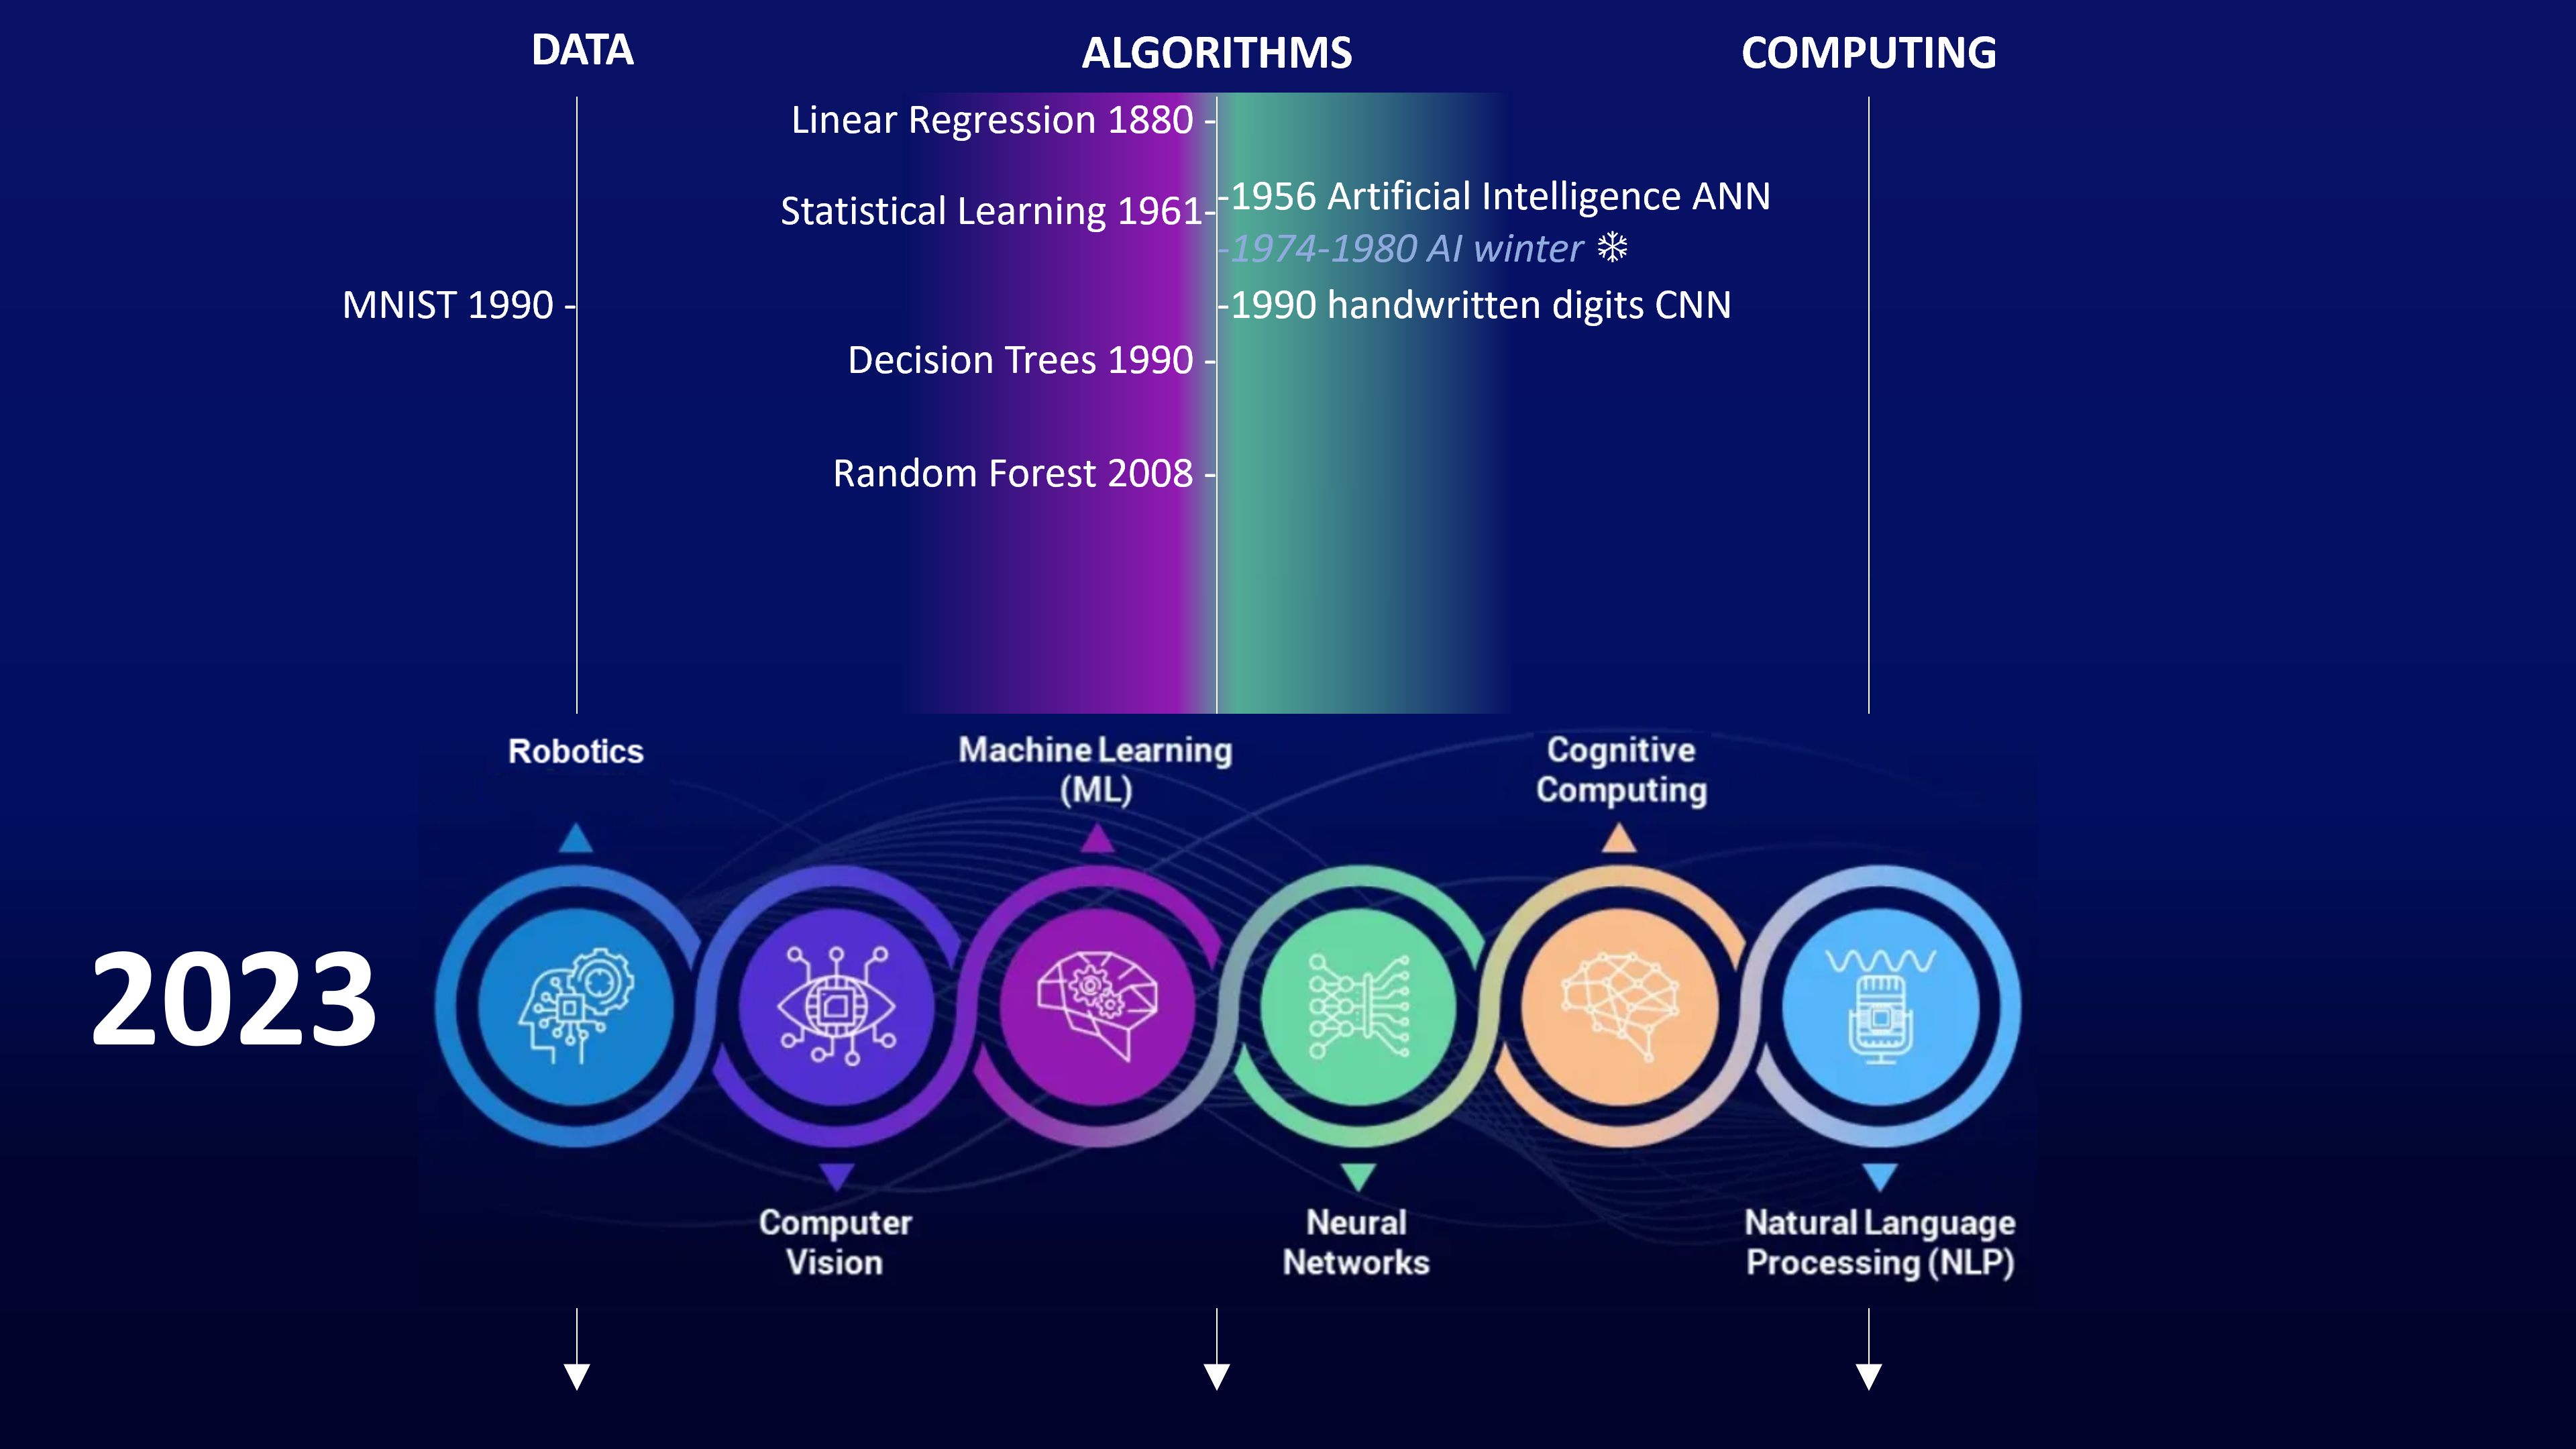 DATA
ALGORITHMS
COMPUTING
Linear Regression 1880 -
-1956 Artificial Intelligence ANN
Statistical Learning 1961-
-1974-1980 AI winter ❄
MNIST 1990 -
-1990 handwritten digits CNN
Decision Trees 1990 -
Random Forest 2008 -
Robotics
Machine Learning
(ML)
Cognitive
Computing
2023
Computer
Vision
Neural
Networks
Natural Language
Processing (NLP)